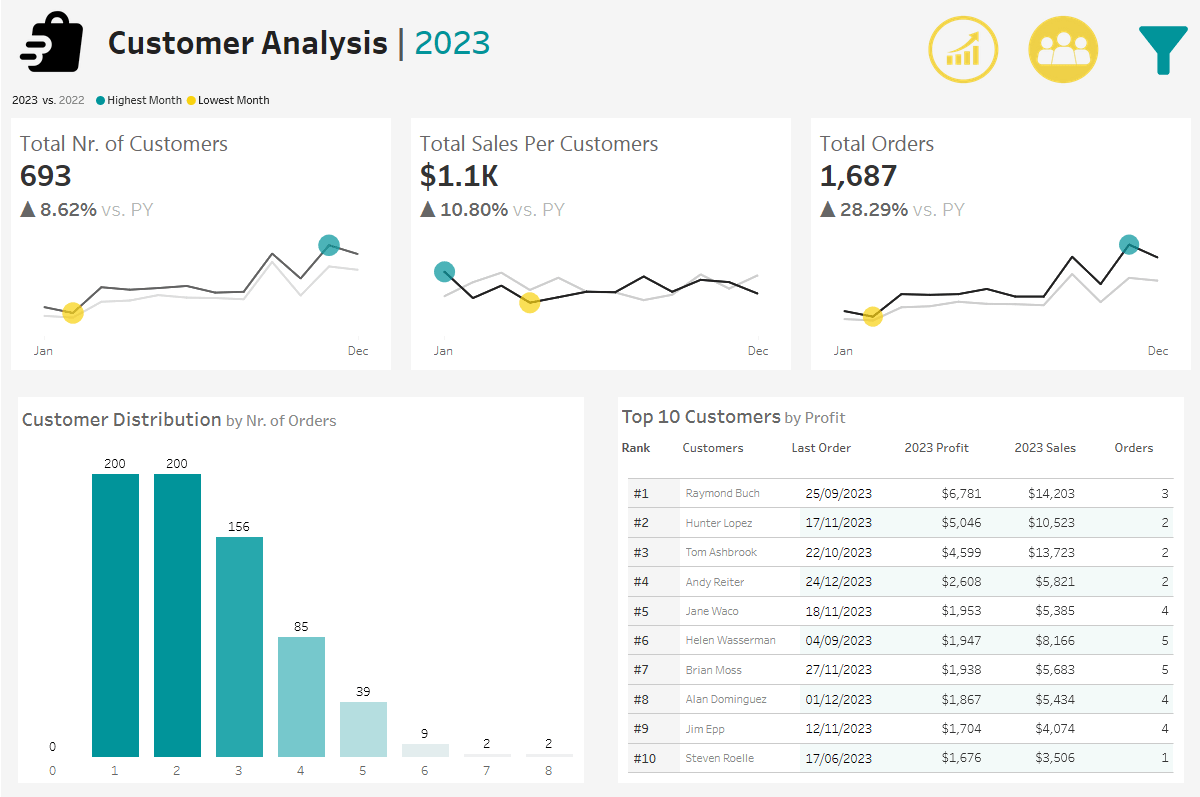 Customer Analysis | 2023
2023 vs. 2022 Highest Month Lowest Month
Total Nr. of Customers
693
▲ 8.62% vs. PY
Jan Dec
Total Sales Per Customers
$1.1K
▲ 10.80% vs. PY
Jan Dec
Total Orders
1,687
▲ 28.29% vs. PY
Jan Dec
Customer Distribution by Nr. of Orders
0 200 200 156 85 39 9 2 2
0 1 2 3 4 5 6 7 8
Top 10 Customers by Profit
Rank Customers Last Order 2023 Profit 2023 Sales Orders
#1 Raymond Buch 25/09/2023 $6,781 $14,203 3
#2 Hunter Lopez 17/11/2023 $5,046 $10,523 2
#3 Tom Ashbrook 22/10/2023 $4,599 $13,723 2
#4 Andy Reiter 24/12/2023 $2,608 $5,821 2
#5 Jane Waco 18/11/2023 $1,953 $5,385 4
#6 Helen Wasserman 04/09/2023 $1,947 $8,166 5
#7 Brian Moss 27/11/2023 $1,938 $5,683 5
#8 Alan Dominguez 01/12/2023 $1,867 $5,434 4
#9 Jim Epp 12/11/2023 $1,704 $4,074 4
#10 Steven Roelle 17/06/2023 $1,676 $3,506 1